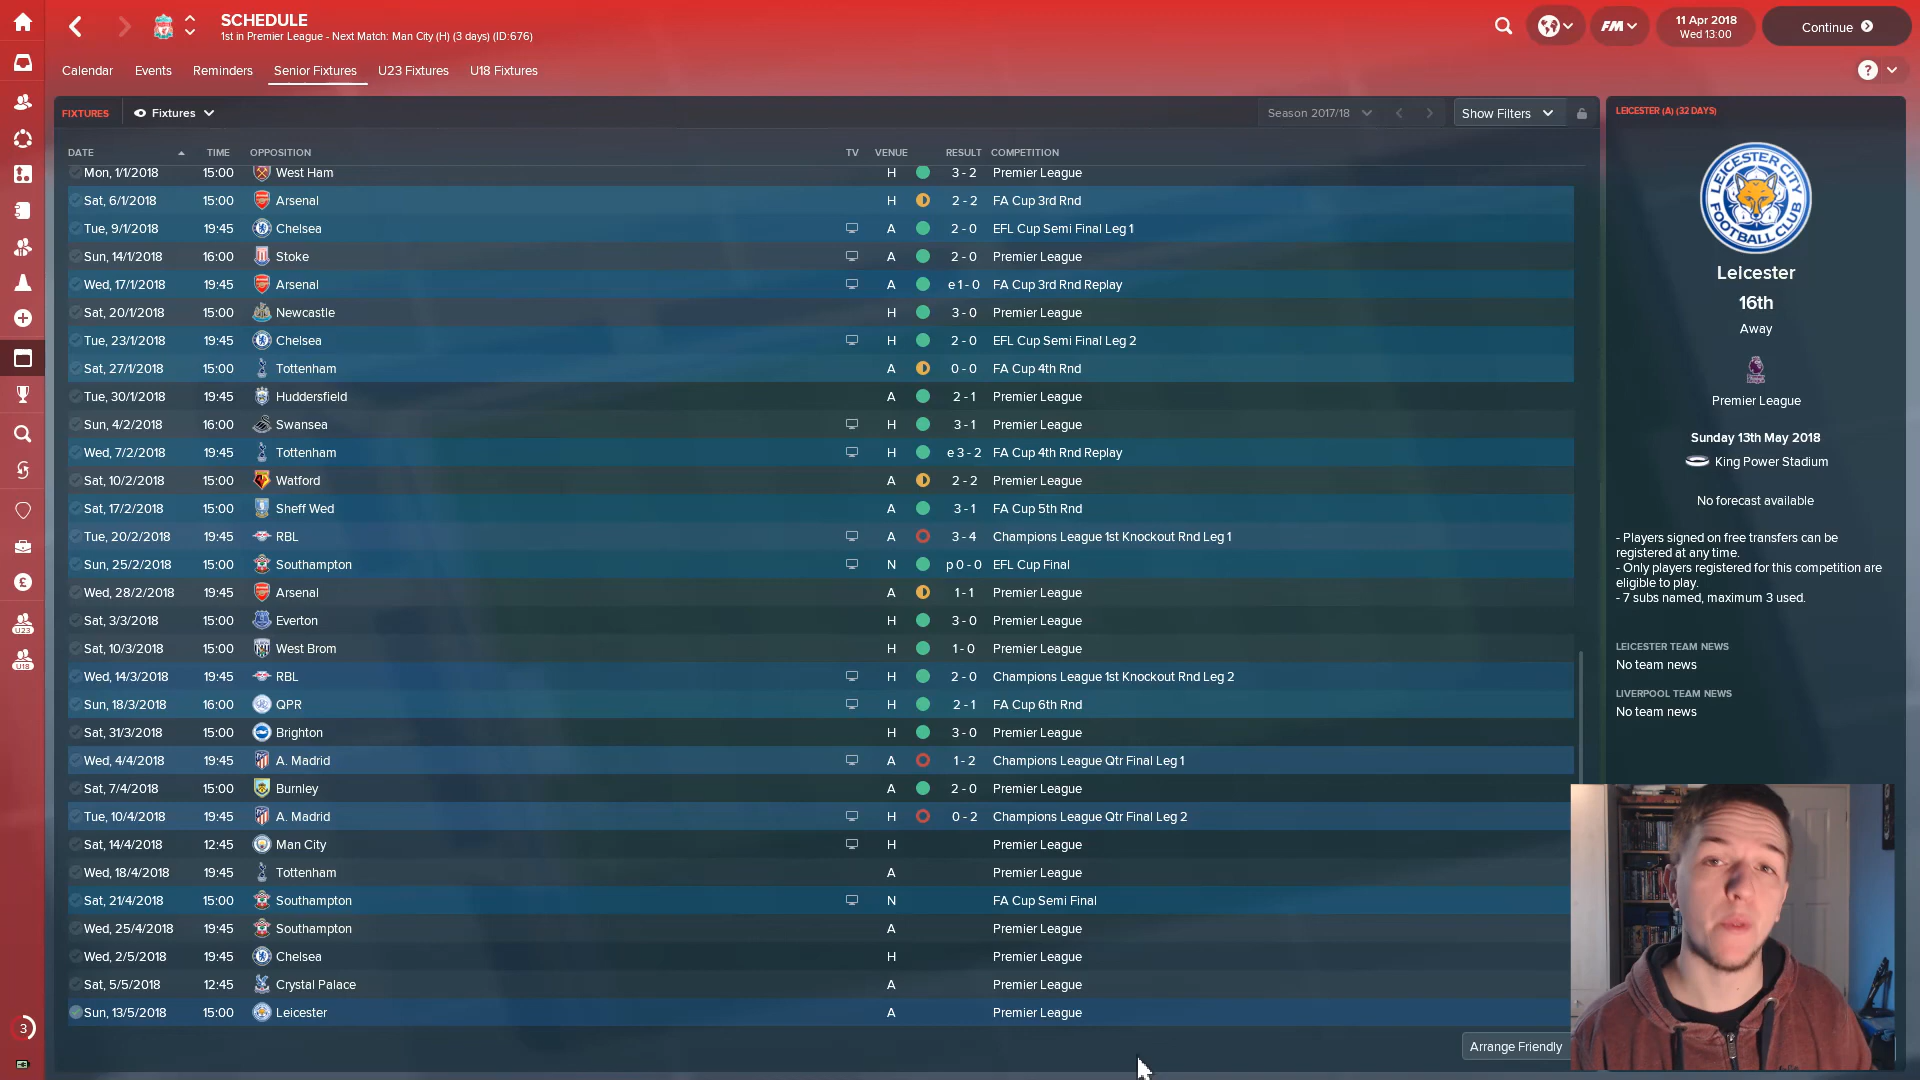 SCHEDULE
1st in Premier League - Next Match: Man City (H) (3 days) (ID:676)
FM
11 Apr 2018
Wed 13:00
Continue
Calendar Events Reminders Senior Fixtures U23 Fixtures U18 Fixtures
?
FIXTURES Fixtures Season 2017/18 Show Filters
DATE TIME OPPOSITION TV VENUE RESULT COMPETITION
Mon, 1/1/2018 15:00 West Ham H 3 - 2 Premier League
Sat, 6/1/2018 15:00 Arsenal H 2 - 2 FA Cup 3rd Rnd
Tue, 9/1/2018 19:45 Chelsea A 2 - 0 EFL Cup Semi Final Leg 1
Sun, 14/1/2018 16:00 Stoke A 2 - 0 Premier League
Wed, 17/1/2018 19:45 Arsenal A e 1 - 0 FA Cup 3rd Rnd Replay
Sat, 20/1/2018 15:00 Newcastle H 3 - 0 Premier League
Tue, 23/1/2018 19:45 Chelsea H 2 - 0 EFL Cup Semi Final Leg 2
Sat, 27/1/2018 15:00 Tottenham A 0 - 0 FA Cup 4th Rnd
Tue, 30/1/2018 19:45 Huddersfield A 2 - 1 Premier League
Sun, 4/2/2018 16:00 Swansea H 3 - 1 Premier League
Wed, 7/2/2018 19:45 Tottenham H e 3 - 2 FA Cup 4th Rnd Replay
Sat, 10/2/2018 15:00 Watford A 2 - 2 Premier League
Sat, 17/2/2018 15:00 Sheff Wed A 3 - 1 FA Cup 5th Rnd
Tue, 20/2/2018 19:45 RBL A 3 - 4 Champions League 1st Knockout Rnd Leg 1
Sun, 25/2/2018 15:00 Southampton N p 0 - 0 EFL Cup Final
Wed, 28/2/2018 19:45 Arsenal A 1 - 1 Premier League
Sat, 3/3/2018 15:00 Everton H 3 - 0 Premier League
Sat, 10/3/2018 15:00 West Brom H 1 - 0 Premier League
Wed, 14/3/2018 19:45 RBL H 2 - 0 Champions League 1st Knockout Rnd Leg 2
Sun, 18/3/2018 16:00 QPR H 2 - 1 FA Cup 6th Rnd
Sat, 31/3/2018 15:00 Brighton H 3 - 0 Premier League
Wed, 4/4/2018 19:45 A. Madrid A 1 - 2 Champions League Qtr Final Leg 1
Sat, 7/4/2018 15:00 Burnley A 2 - 0 Premier League
Tue, 10/4/2018 19:45 A. Madrid H 0 - 2 Champions League Qtr Final Leg 2
Sat, 14/4/2018 12:45 Man City H Premier League
Wed, 18/4/2018 19:45 Tottenham A Premier League
Sat, 21/4/2018 15:00 Southampton N FA Cup Semi Final
Wed, 25/4/2018 19:45 Southampton A Premier League
Wed, 2/5/2018 19:45 Chelsea H Premier League
Sat, 5/5/2018 12:45 Crystal Palace A Premier League
Sun, 13/5/2018 15:00 Leicester A Premier League
Arrange Friendly
LEICESTER (A) (32 DAYS)
LEICESTER CITY
FOOTBALL CLUB
Leicester
16th
Away
Premier League
Sunday 13th May 2018
King Power Stadium
No forecast available
- Players signed on free transfers can be
registered at any time.
- Only players registered for this competition are
eligible to play.
- 7 subs named, maximum 3 used.
LEICESTER TEAM NEWS
No team news
LIVERPOOL TEAM NEWS
No team news
£
U23
U18
3